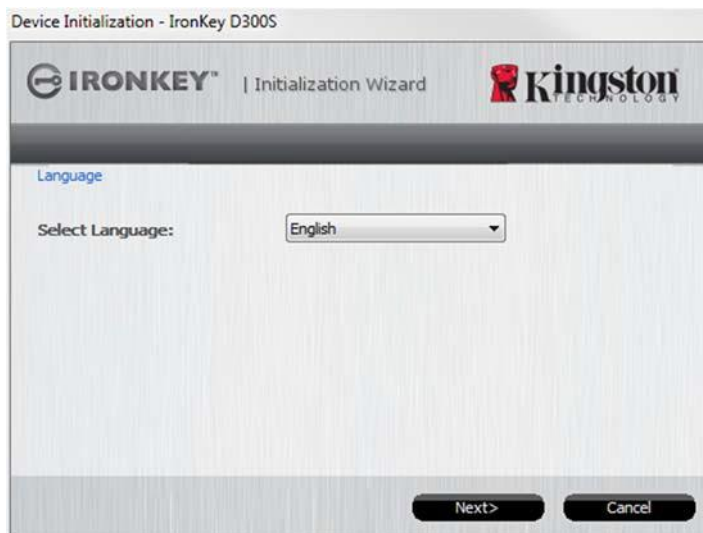 Device Initialization - IronKey D300S
IRONKEY™ | Initialization Wizard Kingston
TECHNOLOGY
Language
Select Language: English
Next> Cancel